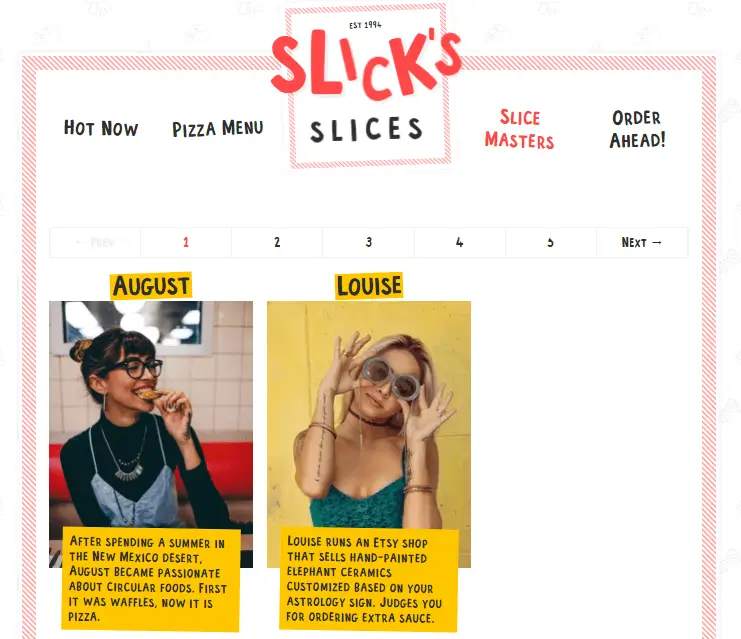 EST 1994
SLICK'S
SLICES
HOT NOW
PIZZA MENU
SLICE
MASTERS
ORDER
AHEAD!
← PREV
1
2
3
4
5
NEXT →
AUGUST
LOUISE
AFTER SPENDING A SUMMER IN
THE NEW MEXICO DESERT,
AUGUST BECAME PASSIONATE
ABOUT CIRCULAR FOODS. FIRST
IT WAS WAFFLES, NOW IT IS
PIZZA.
LOUISE RUNS AN ETSY SHOP
THAT SELLS HAND-PAINTED
ELEPHANT CERAMICS
CUSTOMIZED BASED ON YOUR
ASTROLOGY SIGN. JUDGES YOU
FOR ORDERING EXTRA SAUCE.